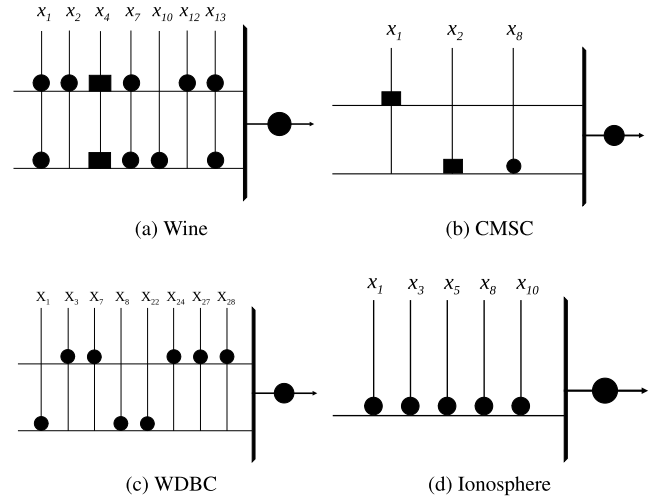 x1 x2 x4 x7 x10 x12 x13
x1 x2 x8
(a) Wine
(b) CMSC
X1 X3 X7 X8 X22 X24 X27 X28
x1 x3 x5 x8 x10
(c) WDBC
(d) Ionosphere